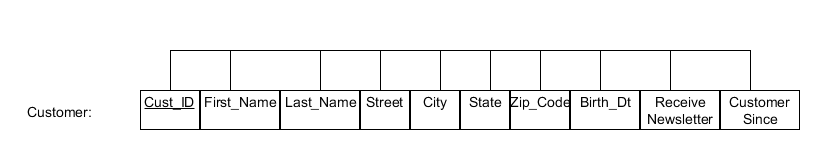 Customer:
Cust_ID First_Name Last_Name Street City State Zip_Code Birth_Dt Receive Newsletter Customer Since